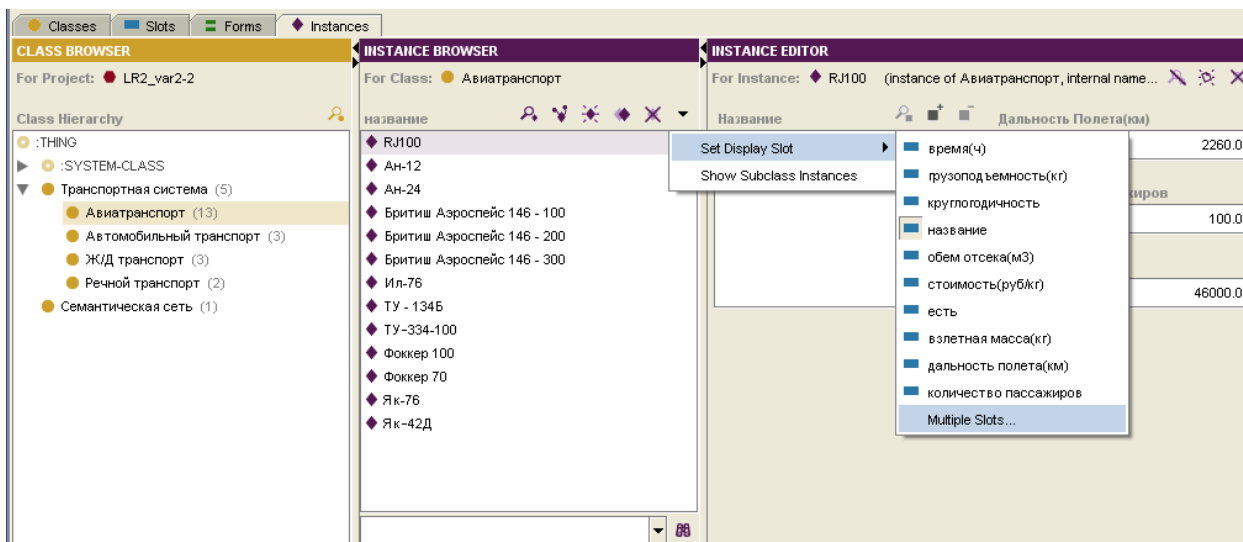 Classes Slots Forms Instances
CLASS BROWSER
For Project: LR2_var2-2
Class Hierarchy
:THING
:SYSTEM-CLASS
Транспортная система (5)
Авиатранспорт (13)
Автомобильный транспорт (3)
Ж/Д транспорт (3)
Речной транспорт (2)
Семантическая сеть (1)
INSTANCE BROWSER
For Class: Авиатранспорт
название
RJ100
Ан-12
Ан-24
Бритиш Аэроспейс 146 - 100
Бритиш Аэроспейс 146 - 200
Бритиш Аэроспейс 146 - 300
Ил-76
ТУ - 134Б
ТУ-334-100
Фоккер 100
Фоккер 70
Як-76
Як-42Д
Set Display Slot
Show Subclass Instances
время(ч)
грузоподъемность(кг)
круглогодичность
название
обем отсека(м3)
стоимость(руб/кг)
есть
взлетная масса(кг)
дальность полета(км)
количество пассажиров
Multiple Slots...
INSTANCE EDITOR
For Instance: RJ100 (instance of Авиатранспорт, internal name...
Название Дальность Полета(км)
2260.0
жиров
100.0
46000.0